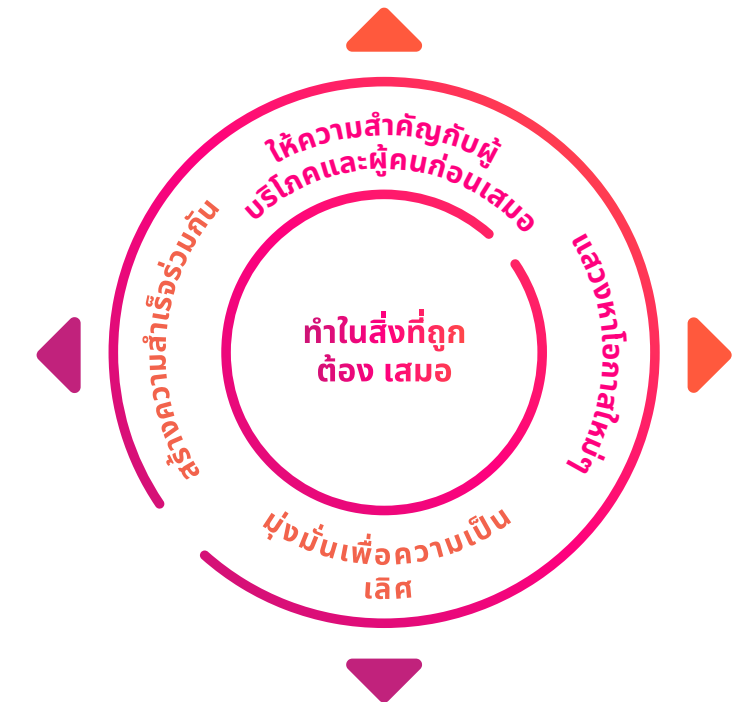 ให้ความสำคัญกับผู้
บริโภคและผู้คนก่อนเสมอ
แสวงหาโอกาสใหม่ๆ
สร้างความสำเร็จร่วมกัน
ทำในสิ่งที่ถูก
ต้อง เสมอ
มุ่งมั่นเพื่อความเป็น
เลิศ